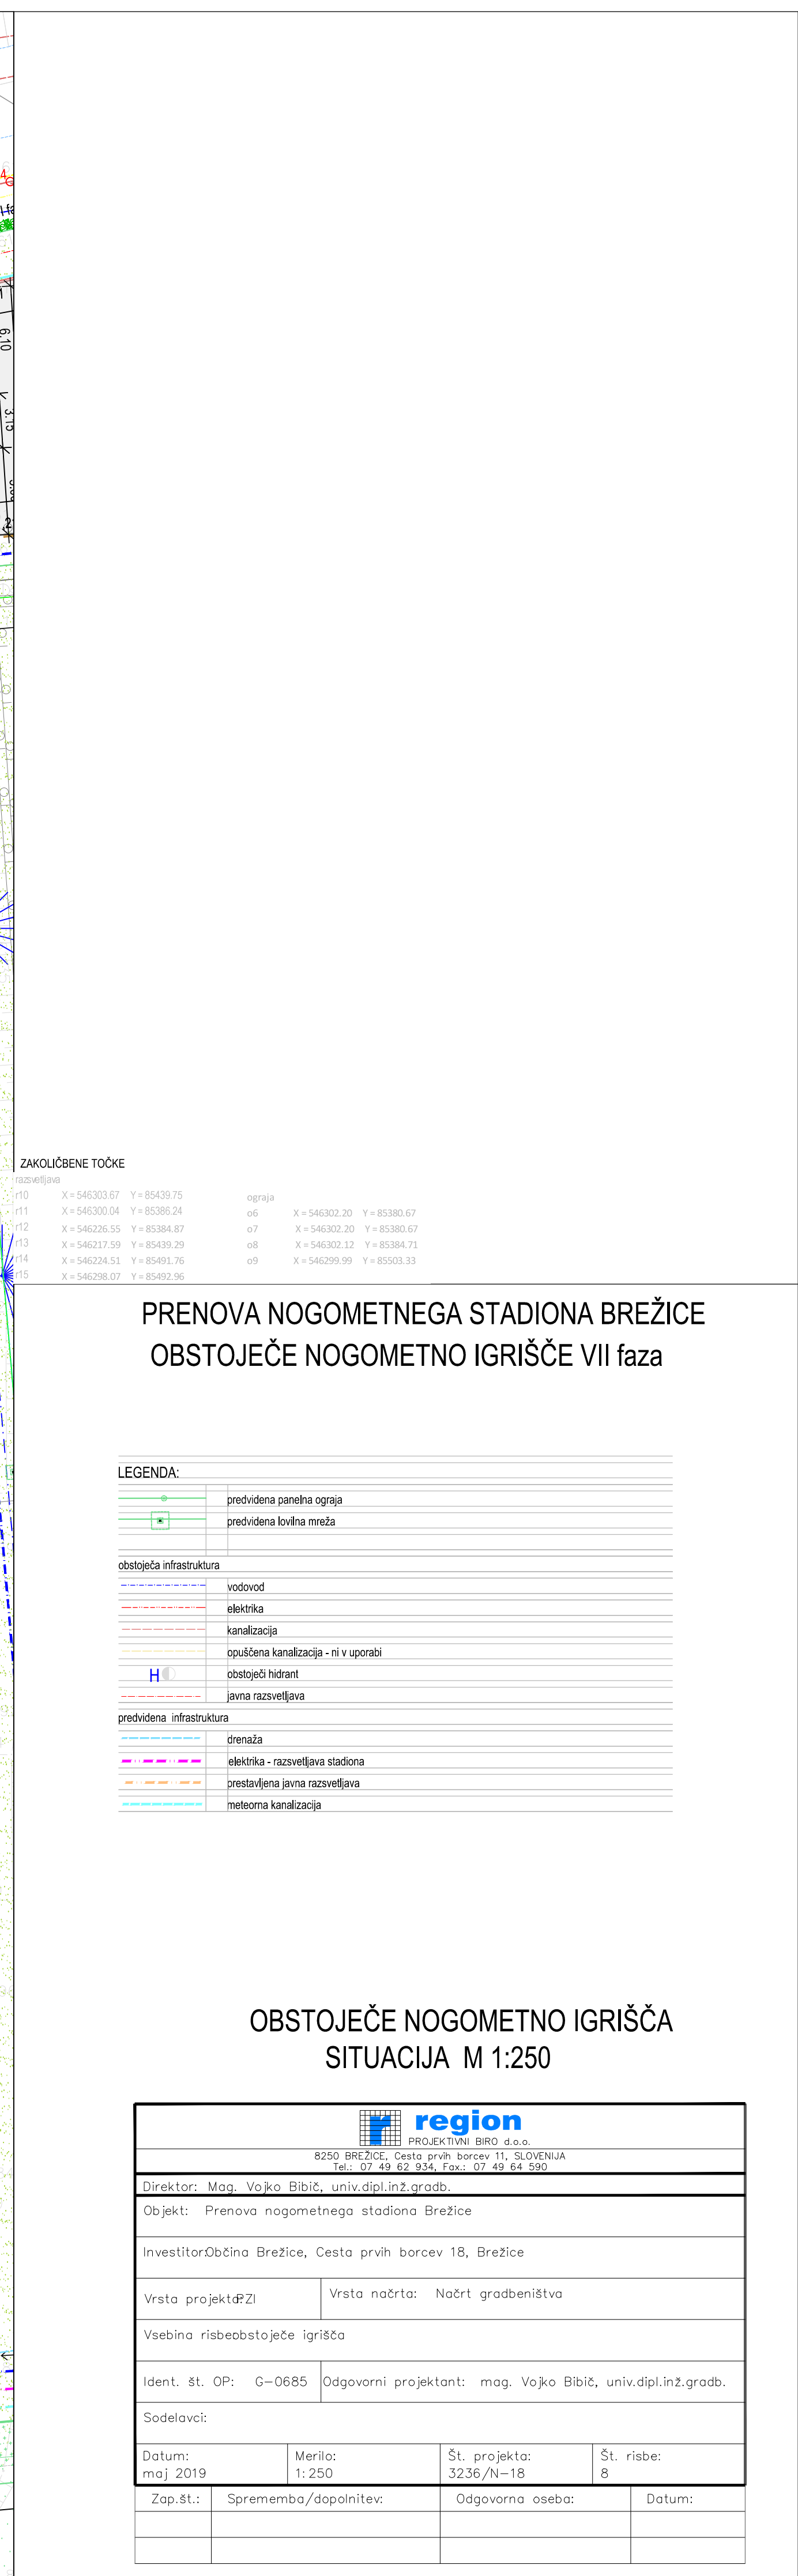 4
6.10
3.15
2
ZAKOLIČBENE TOČKE
razsvetljava
r10 X = 546303.67 Y = 85439.75
r11 X = 546300.04 Y = 85386.24
r12 X = 546226.55 Y = 85384.87
r13 X = 546217.59 Y = 85439.29
r14 X = 546224.51 Y = 85491.76
r15 X = 546298.07 Y = 85492.96
ograja
o6 X = 546302.20 Y = 85380.67
o7 X = 546302.20 Y = 85380.67
o8 X = 546302.12 Y = 85384.71
o9 X = 546299.99 Y = 85503.33
PRENOVA NOGOMETNEGA STADIONA BREŽICE
OBSTOJEČE NOGOMETNO IGRIŠČE VII faza
LEGENDA:
predvidena panelna ograja
predvidena lovilna mreža
obstoječa infrastruktura
vodovod
elektrika
kanalizacija
opuščena kanalizacija - ni v uporabi
H obstoječi hidrant
javna razsvetljava
predvidena infrastruktura
drenaža
elektrika - razsvetljava stadiona
prestavljena javna razsvetljava
meteorna kanalizacija
OBSTOJEČE NOGOMETNO IGRIŠČA
SITUACIJA M 1:250
r region
PROJEKTIVNI BIRO d.o.o.
8250 BREŽICE, Cesta prvih borcev 11, SLOVENIJA
Tel.: 07 49 62 934, Fax.: 07 49 64 590
Direktor: Mag. Vojko Bibič, univ.dipl.inž.gradb.
Objekt: Prenova nogometnega stadiona Brežice
Investitor: Občina Brežice, Cesta prvih borcev 18, Brežice
Vrsta projekta: PZI Vrsta načrta: Načrt gradbeništva
Vsebina risbe: obstoječe igrišča
Ident. št. OP: G-0685 Odgovorni projektant: mag. Vojko Bibič, univ.dipl.inž.gradb.
Sodelavci:
Datum: Merilo: Št. projekta: Št. risbe:
maj 2019 1:250 3236/N-18 8
Zap.št.: Sprememba/dopolnitev: Odgovorna oseba: Datum: